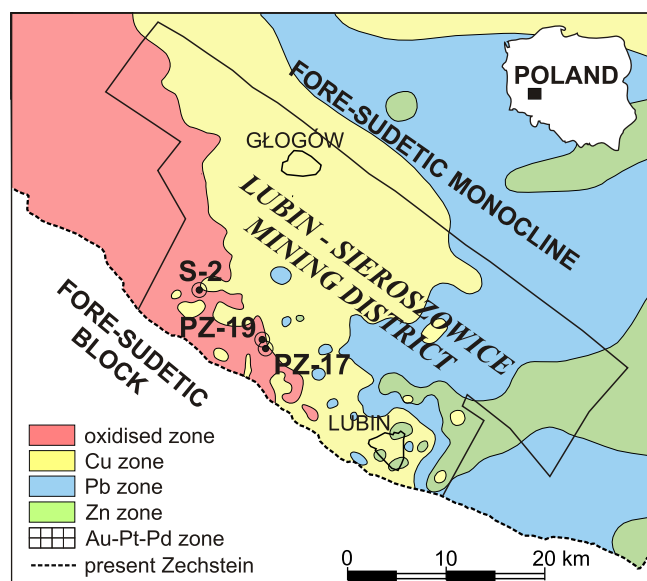 POLAND
FORE-SUDETIC MONOCLINE
GŁOGÓW
LUBIN - SIEROSZOWICE
MINING DISTRICT
S-2
FORE-SUDETIC
BLOCK
PZ-19
PZ-17
LUBIN
oxidised zone
Cu zone
Pb zone
Zn zone
Au-Pt-Pd zone
present Zechstein
0 10 20 km